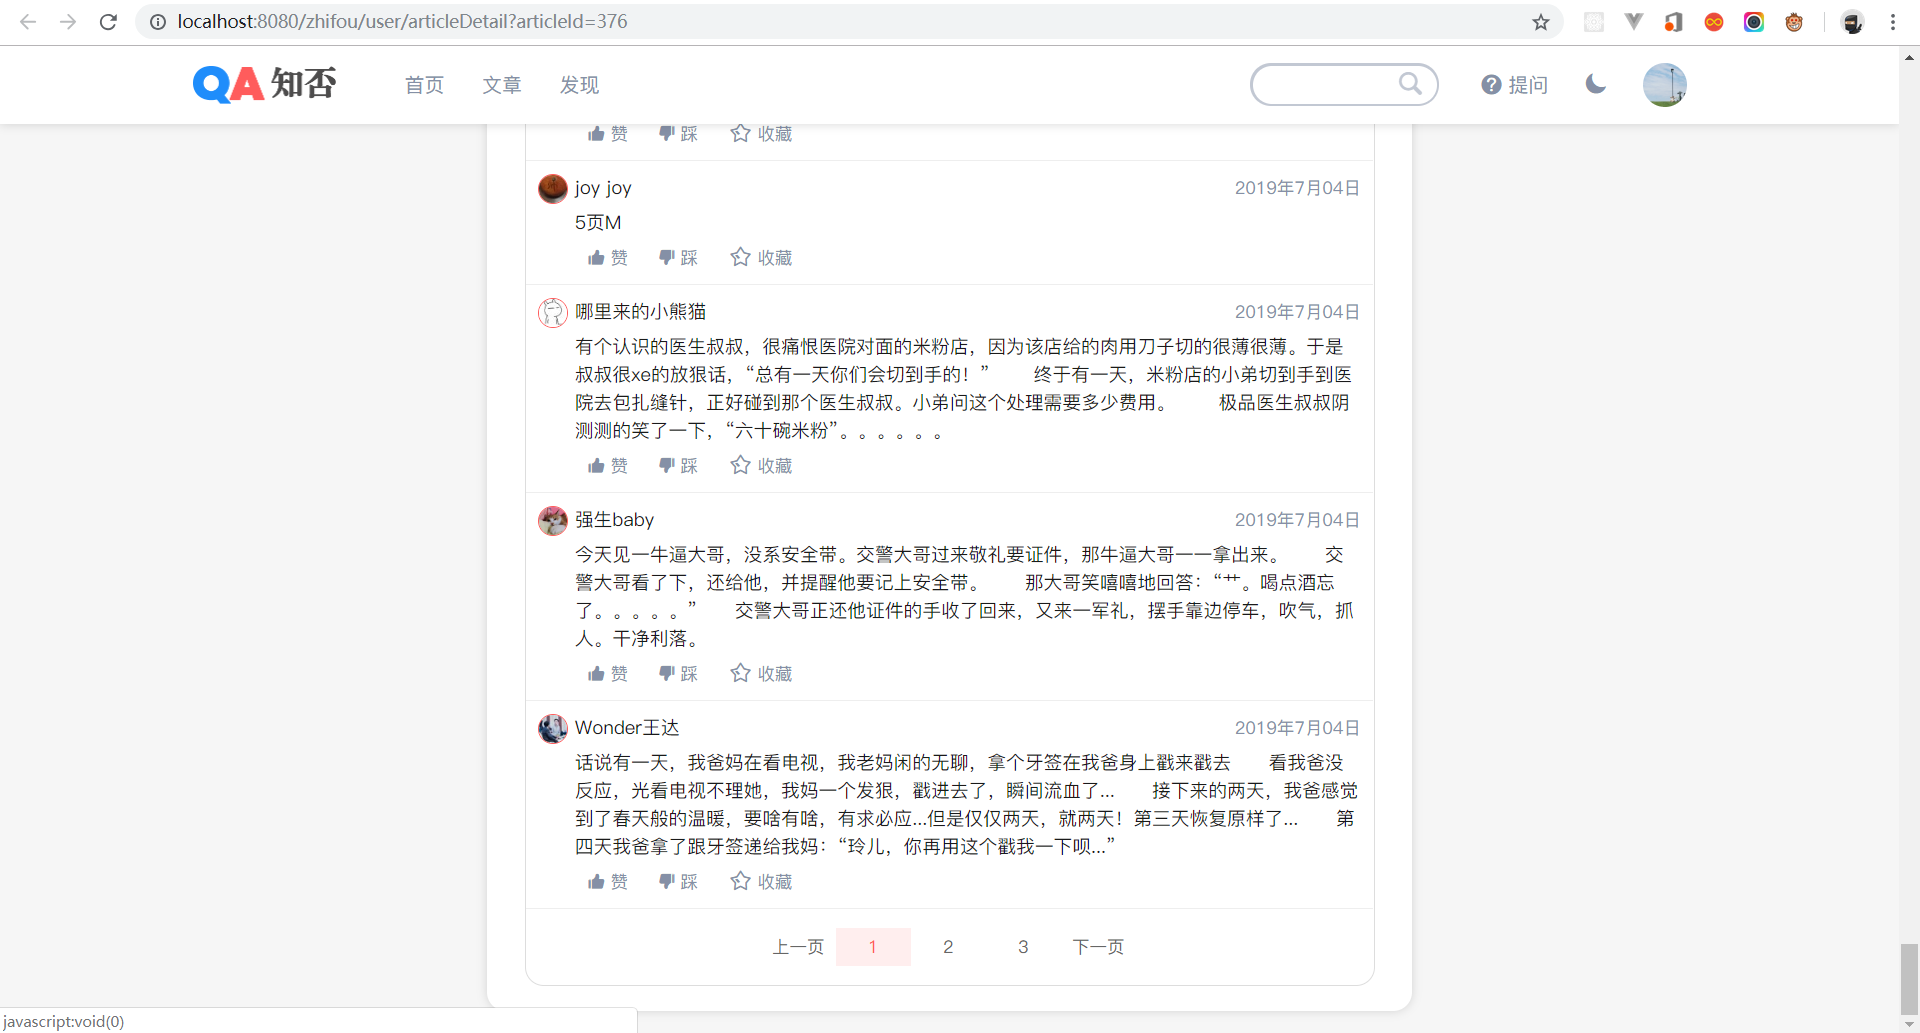 localhost:8080/zhifou/user/articleDetail?articleId=376
QA 知否 首页 文章 发现 提问
赞 踩 收藏
joy joy 2019年7月04日
5页M
赞 踩 收藏
哪里来的小熊猫 2019年7月04日
有个认识的医生叔叔，很痛恨医院对面的米粉店，因为该店给的肉用刀子切的很薄很薄。于是
叔叔很xe的放狠话，“总有一天你们会切到手的！” 终于有一天，米粉店的小弟切到手到医
院去包扎缝针，正好碰到那个医生叔叔。小弟问这个处理需要多少费用。 极品医生叔叔阴
测测的笑了一下，“六十碗米粉”。。。。。。
赞 踩 收藏
强生baby 2019年7月04日
今天见一牛逼大哥，没系安全带。交警大哥过来敬礼要证件，那牛逼大哥一一拿出来。 交
警大哥看了下，还给他，并提醒他要记上安全带。 那大哥笑嘻嘻地回答：“艹。喝点酒忘
了。。。。。” 交警大哥正还他证件的手收了回来，又来一军礼，摆手靠边停车，吹气，抓
人。干净利落。
赞 踩 收藏
Wonder王达 2019年7月04日
话说有一天，我爸妈在看电视，我老妈闲的无聊，拿个牙签在我爸身上戳来戳去 看我爸没
反应，光看电视不理她，我妈一个发狠，戳进去了，瞬间流血了... 接下来的两天，我爸感觉
到了春天般的温暖，要啥有啥，有求必应...但是仅仅两天，就两天！第三天恢复原样了... 第
四天我爸拿了跟牙签递给我妈：“玲儿，你再用这个戳我一下呗...”
赞 踩 收藏
上一页 1 2 3 下一页
javascript:void(0)